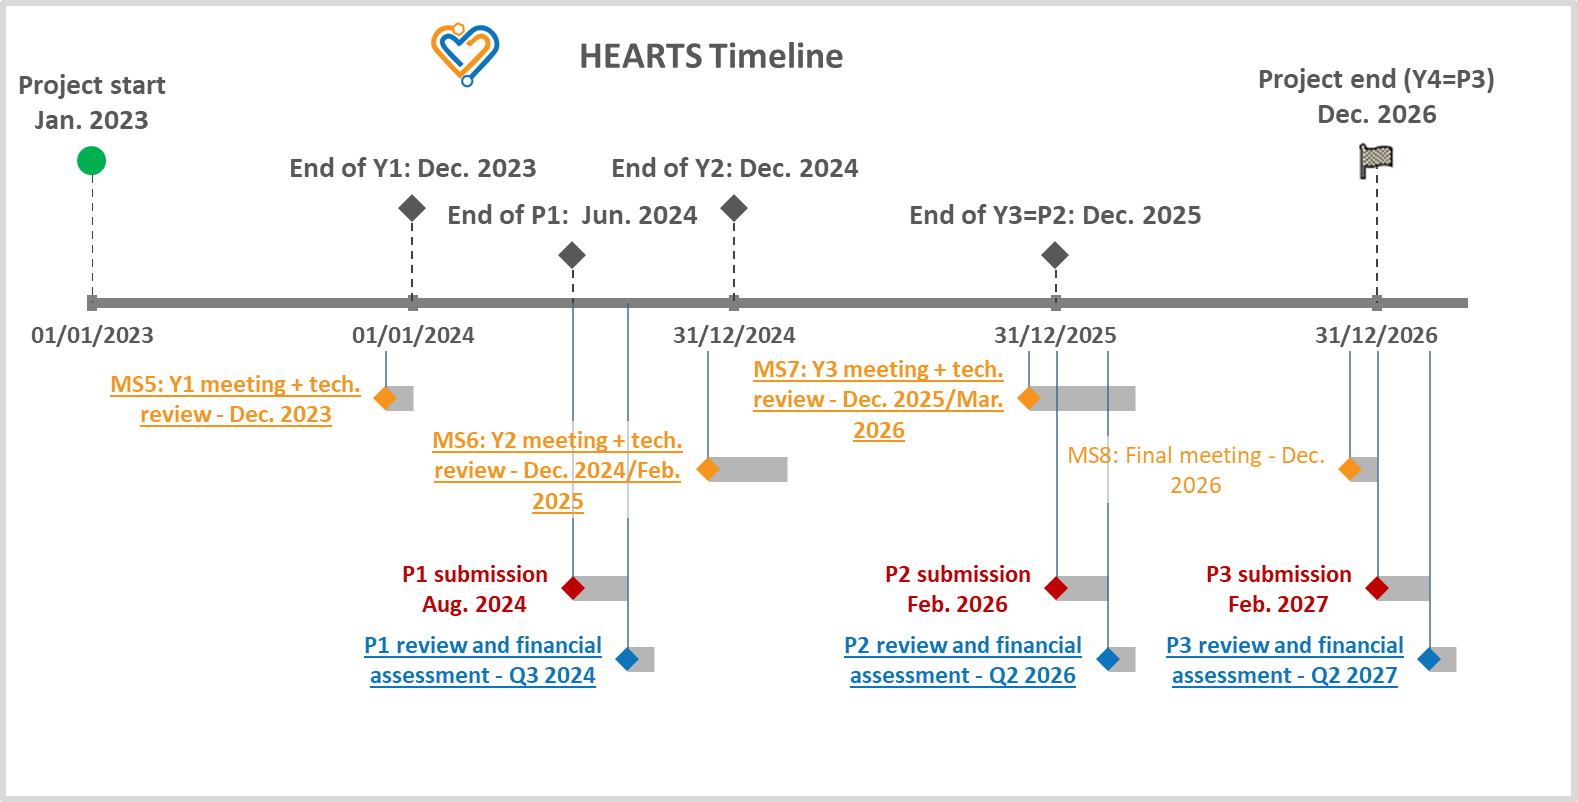 HEARTS Timeline
Project start
Jan. 2023
Project end (Y4=P3)
Dec. 2026
End of Y1: Dec. 2023
End of Y2: Dec. 2024
End of P1:  Jun. 2024
End of Y3=P2: Dec. 2025
01/01/2023
01/01/2024
31/12/2024
31/12/2025
31/12/2026
MS5: Y1 meeting + tech.
review - Dec. 2023
MS6: Y2 meeting + tech.
review - Dec. 2024/Feb.
2025
MS7: Y3 meeting + tech.
review - Dec. 2025/Mar.
2026
MS8: Final meeting - Dec.
2026
P1 submission
Aug. 2024
P2 submission
Feb. 2026
P3 submission
Feb. 2027
P1 review and financial
assessment - Q3 2024
P2 review and financial
assessment - Q2 2026
P3 review and financial
assessment - Q2 2027